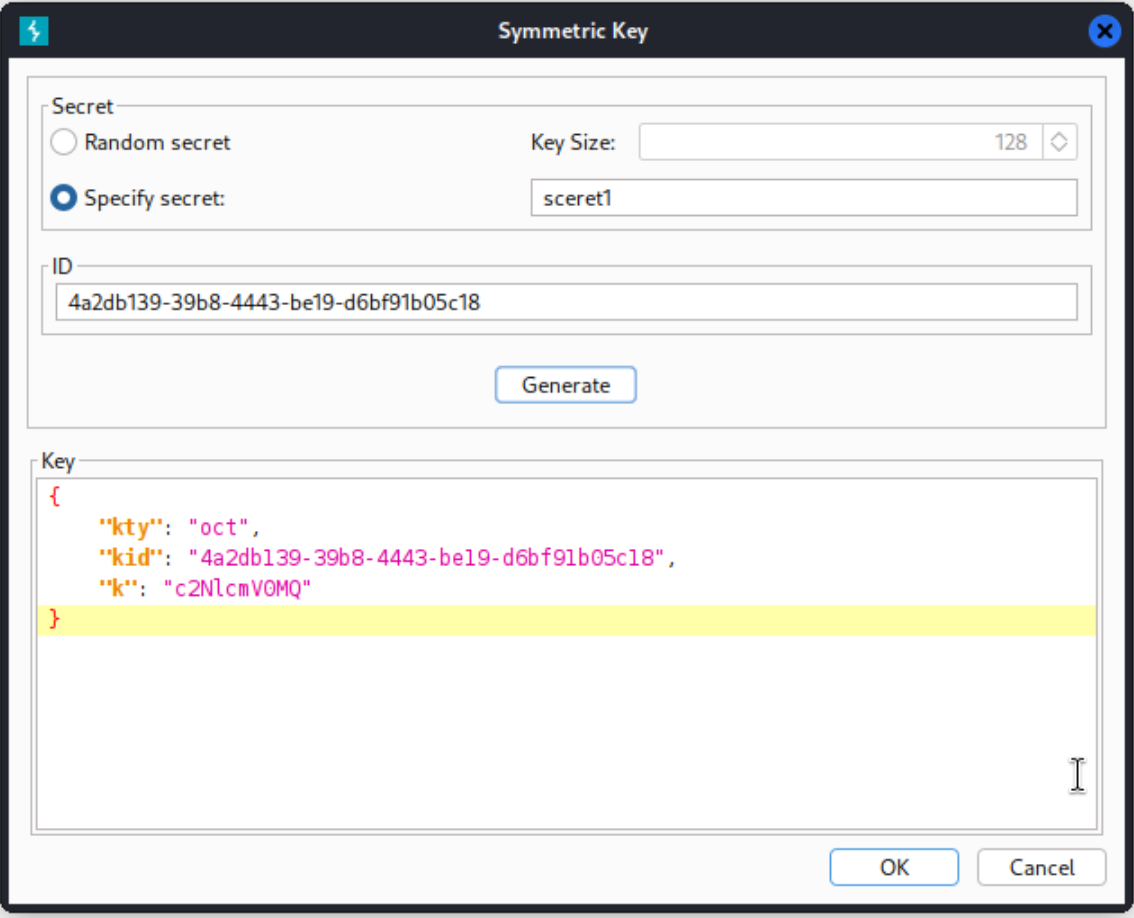 Symmetric Key
Secret
Random secret
Key Size: 128
Specify secret: sceret1
ID
4a2db139-39b8-4443-be19-d6bf91b05c18
Generate
Key
{
"kty": "oct",
"kid": "4a2db139-39b8-4443-be19-d6bf91b05c18",
"k": "c2NlcmV0MQ"
}
OK Cancel